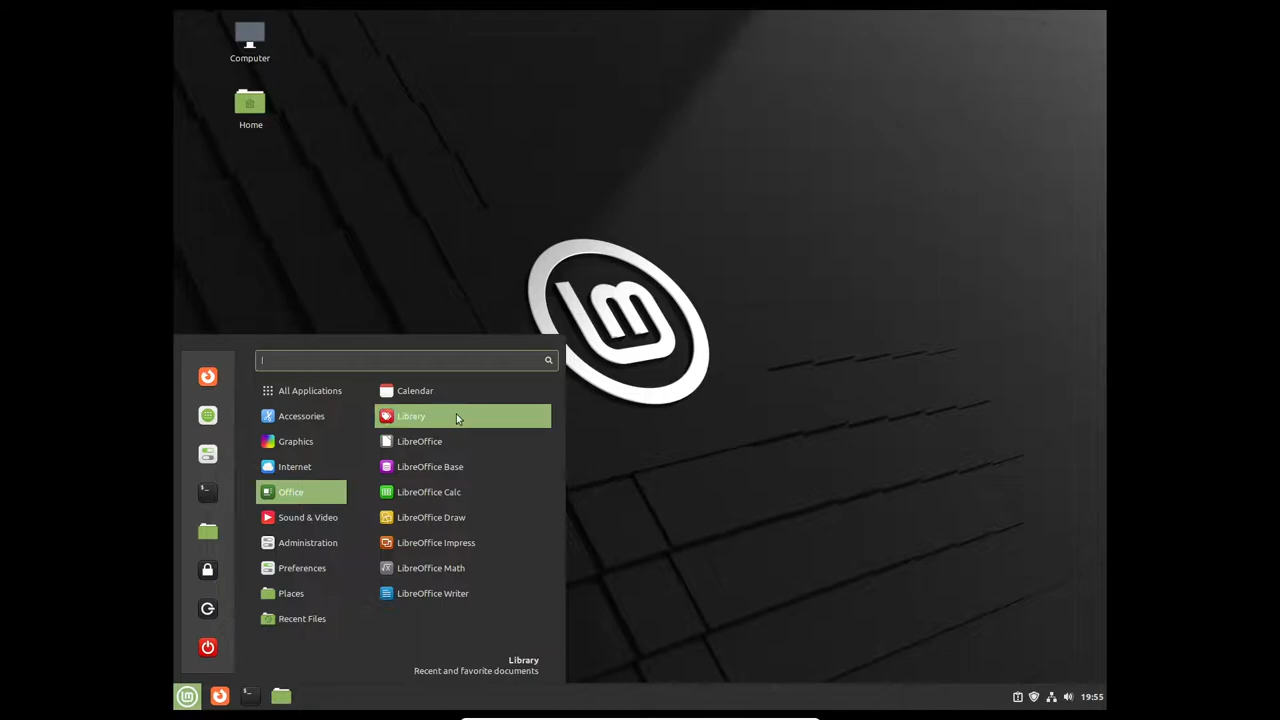 Computer
Home
All Applications
Accessories
Graphics
Internet
Office
Sound & Video
Administration
Preferences
Places
Recent Files
Calendar
Library
LibreOffice
LibreOffice Base
LibreOffice Calc
LibreOffice Draw
LibreOffice Impress
LibreOffice Math
LibreOffice Writer
Library
Recent and favorite documents
19:55